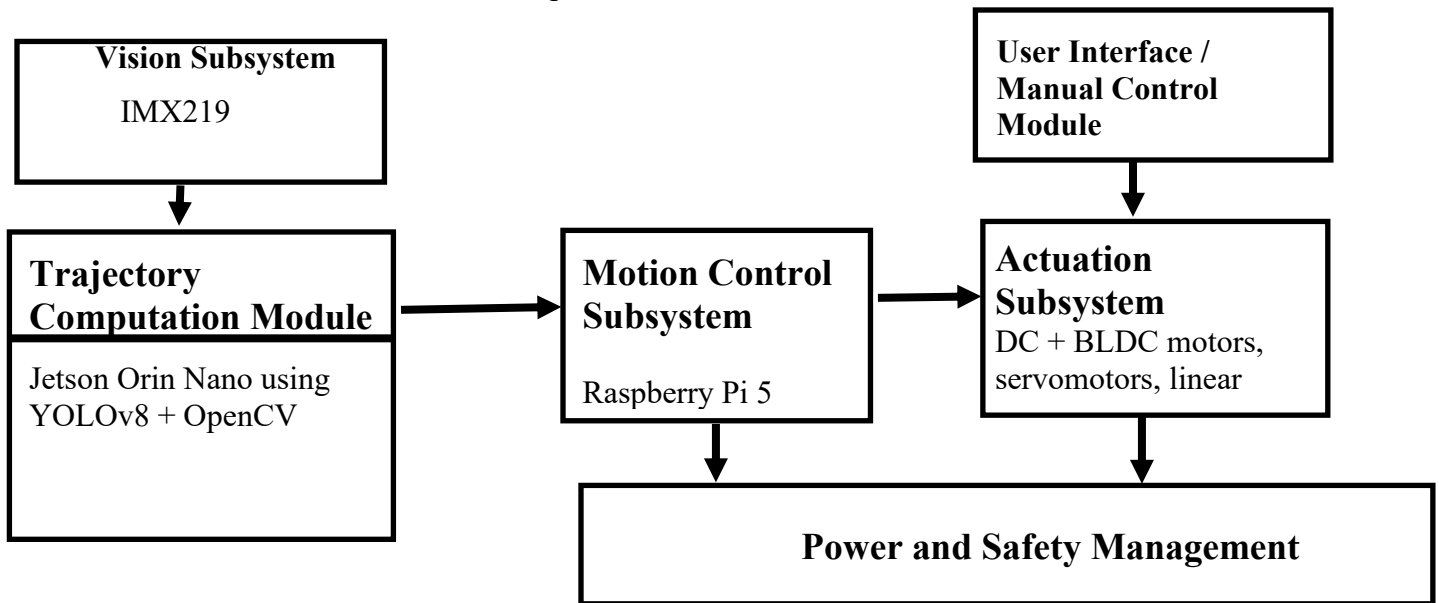 Vision Subsystem
IMX219
User Interface /
Manual Control
Module
Trajectory
Computation Module
Jetson Orin Nano using
YOLOv8 + OpenCV
Motion Control
Subsystem
Raspberry Pi 5
Actuation
Subsystem
DC + BLDC motors,
servomotors, linear
Power and Safety Management